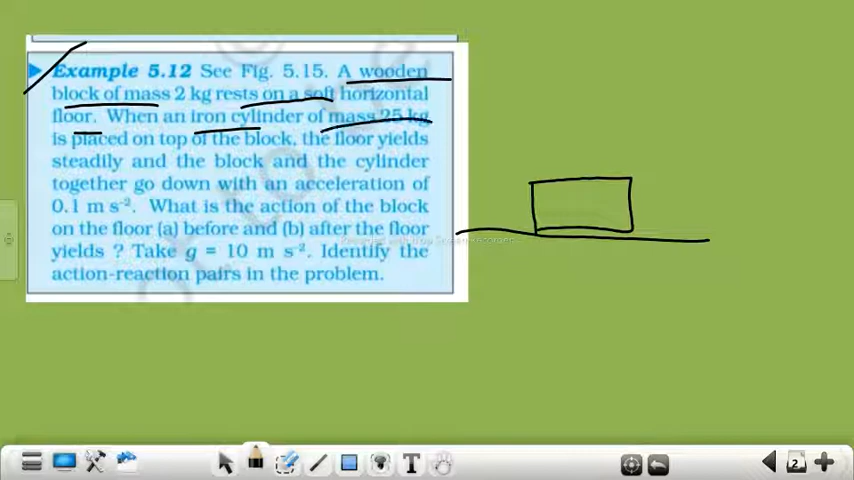 Example 5.12 See Fig. 5.15. A wooden
block of mass 2 kg rests on a soft horizontal
floor. When an iron cylinder of mass 25 kg
is placed on top of the block, the floor yields
steadily and the block and the cylinder
together go down with an acceleration of
0.1 m s⁻². What is the action of the block
on the floor (a) before and (b) after the floor
yields ? Take g = 10 m s⁻². Identify the
action-reaction pairs in the problem.
T
2